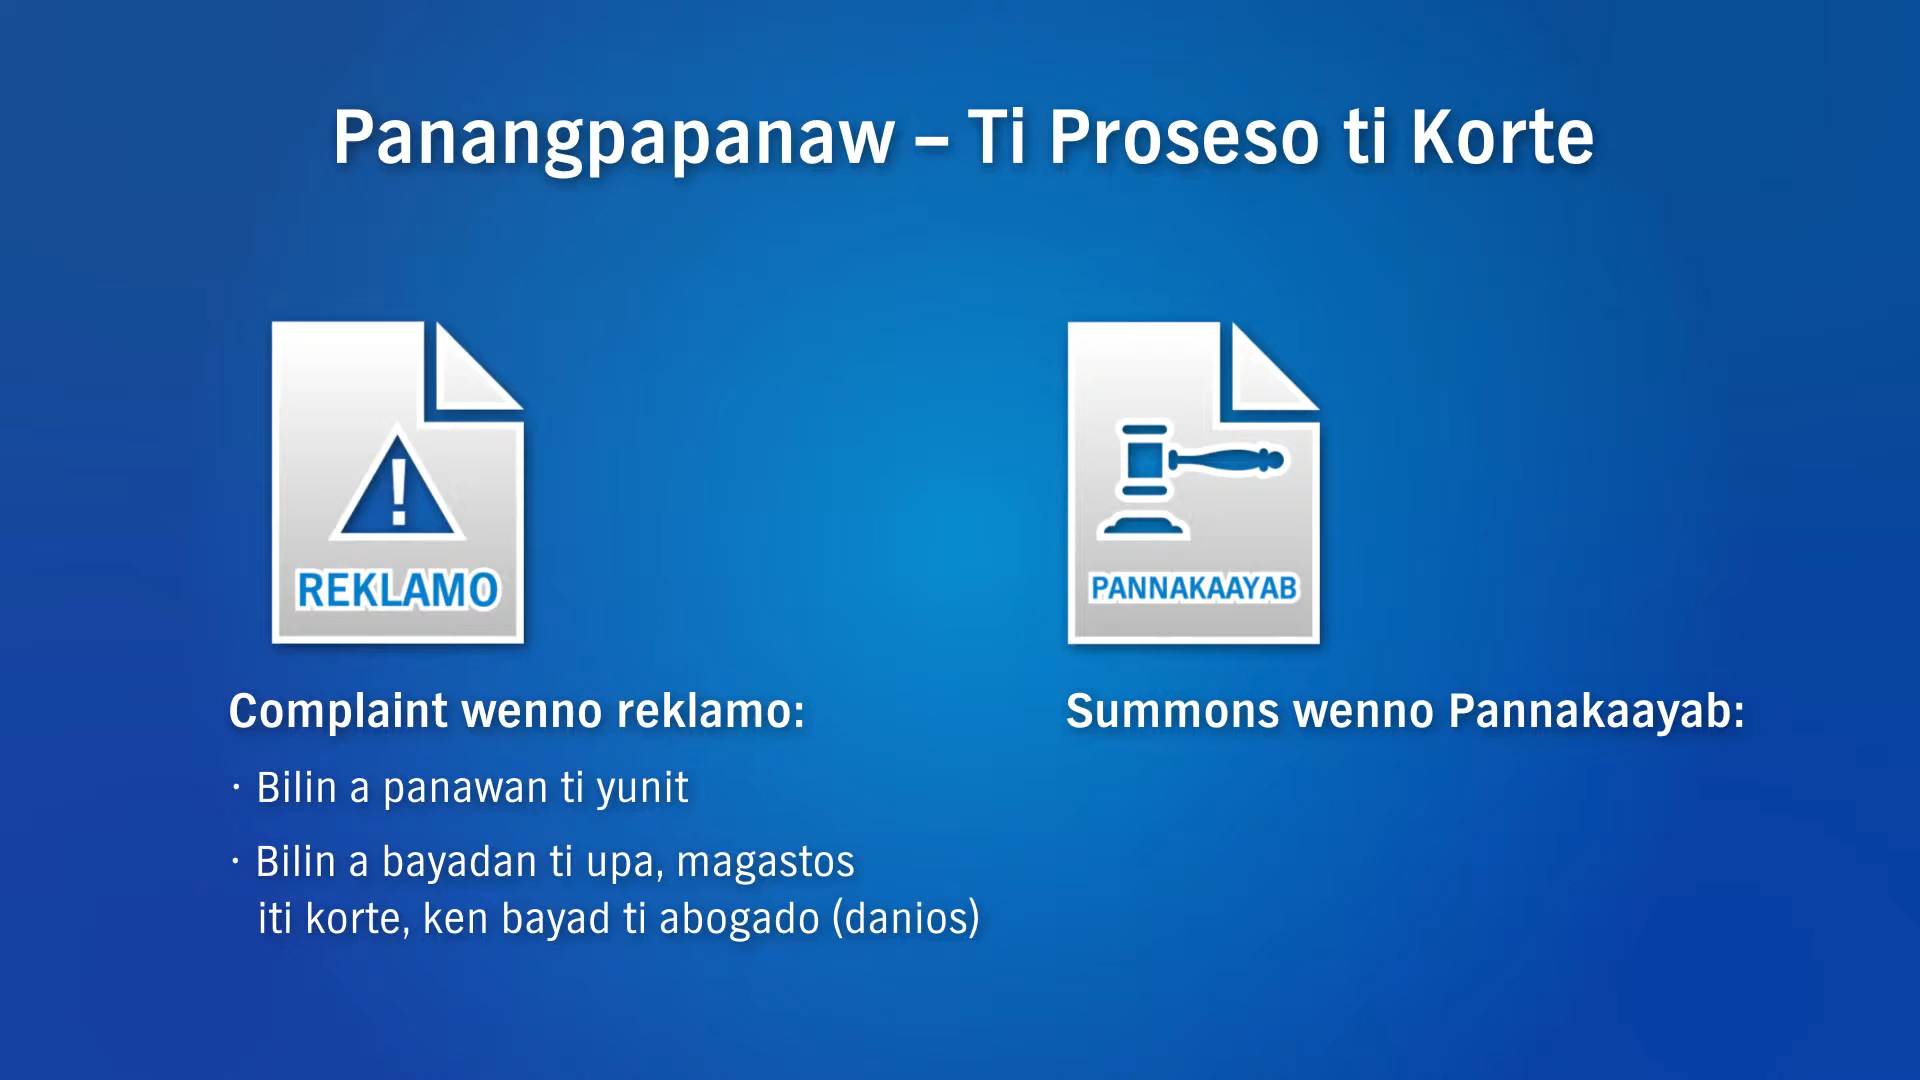 Panangpapanaw – Ti Proseso ti Korte
REKLAMO
PANNAKAAYAB
Complaint wenno reklamo:
· Bilin a panawan ti yunit
· Bilin a bayadan ti upa, magastos
iti korte, ken bayad ti abogado (danios)
Summons wenno Pannakaayab: